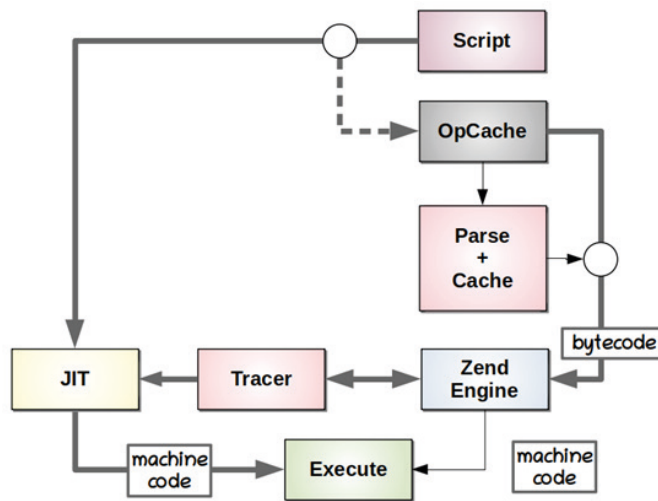 Script
OpCache
Parse
+
Cache
bytecode
JIT
Tracer
Zend
Engine
machine
code
Execute
machine
code